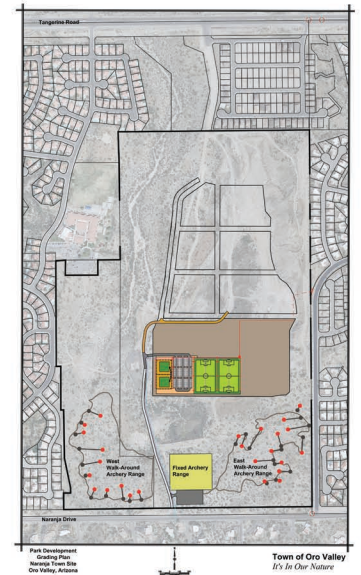 Tangerine Road
West
Walk-Around
Archery Range
Fixed Archery
Range
East
Walk-Around
Archery Range
Naranja Drive
Park Development
Grading Plan
Naranja Town Site
Oro Valley, Arizona
Town of Oro Valley
It's In Our Nature